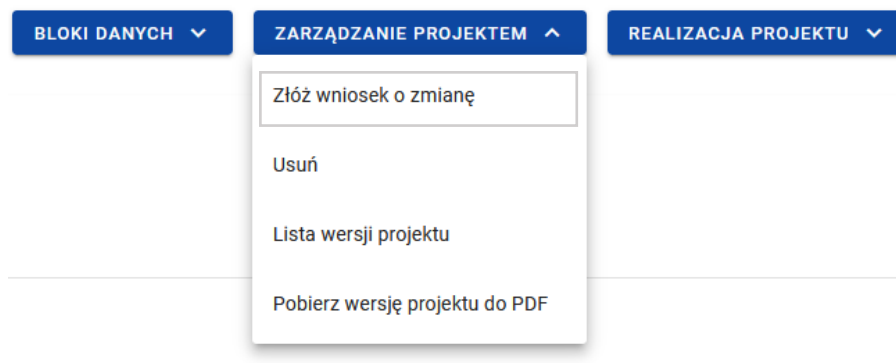 BLOKI DANYCH
ZARZĄDZANIE PROJEKTEM
REALIZACJA PROJEKTU
Złóż wniosek o zmianę
Usuń
Lista wersji projektu
Pobierz wersję projektu do PDF